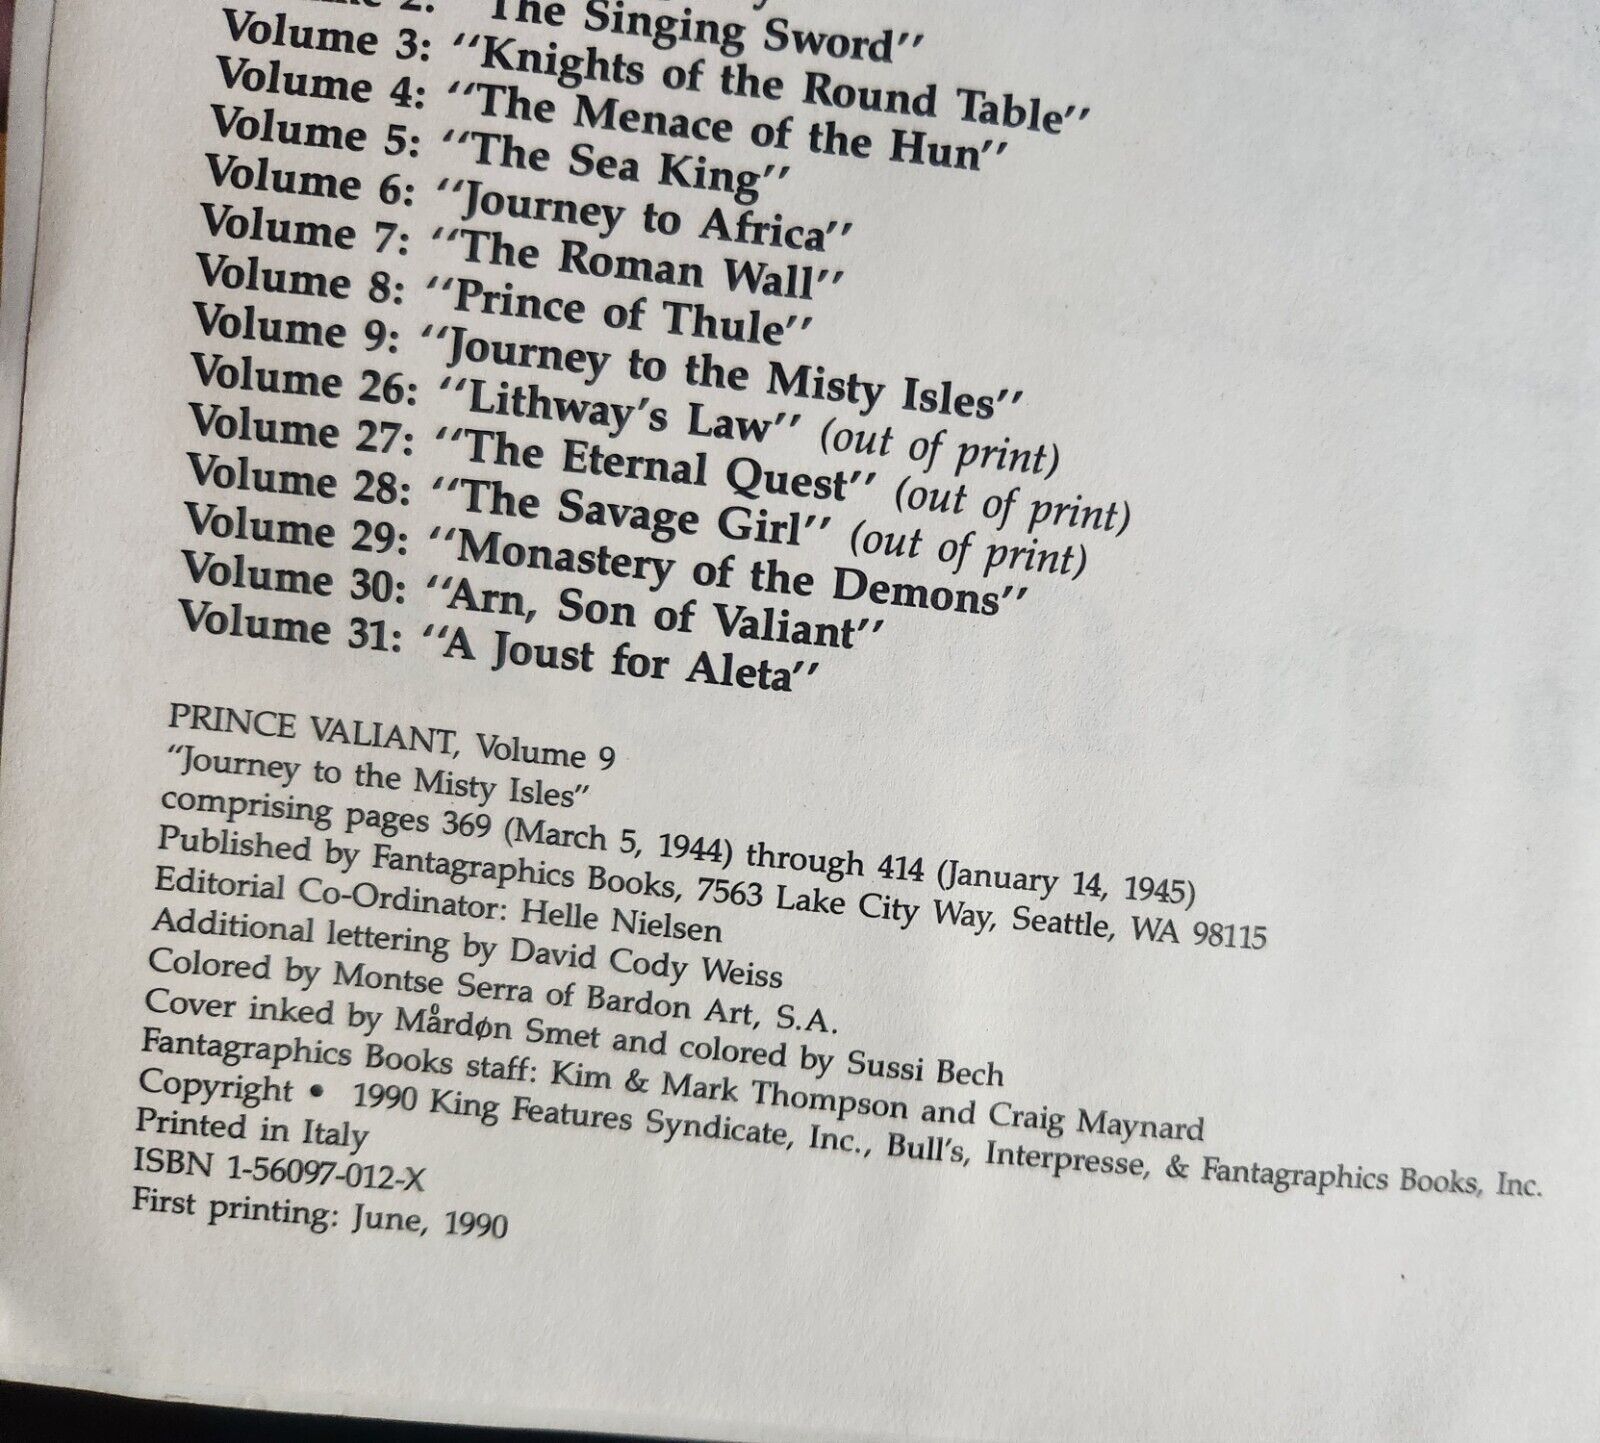 2: "The Singing Sword"
Volume 3: "Knights of the Round Table"
Volume 4: "The Menace of the Hun"
Volume 5: "The Sea King"
Volume 6: "Journey to Africa"
Volume 7: "The Roman Wall"
Volume 8: "Prince of Thule"
Volume 9: "Journey to the Misty Isles"
Volume 26: "Lithway's Law" (out of print)
Volume 27: "The Eternal Quest" (out of print)
Volume 28: "The Savage Girl" (out of print)
Volume 29: "Monastery of the Demons"
Volume 30: "Arn, Son of Valiant"
Volume 31: "A Joust for Aleta"
PRINCE VALIANT, Volume 9
"Journey to the Misty Isles"
comprising pages 369 (March 5, 1944) through 414 (January 14, 1945)
Published by Fantagraphics Books, 7563 Lake City Way, Seattle, WA 98115
Editorial Co-Ordinator: Helle Nielsen
Additional lettering by David Cody Weiss
Colored by Montse Serra of Bardon Art, S.A.
Cover inked by Mårdøn Smet and colored by Sussi Bech
Fantagraphics Books staff: Kim & Mark Thompson and Craig Maynard
Copyright • 1990 King Features Syndicate, Inc., Bull's, Interpresse, & Fantagraphics Books, Inc.
Printed in Italy
ISBN 1-56097-012-X
First printing: June, 1990